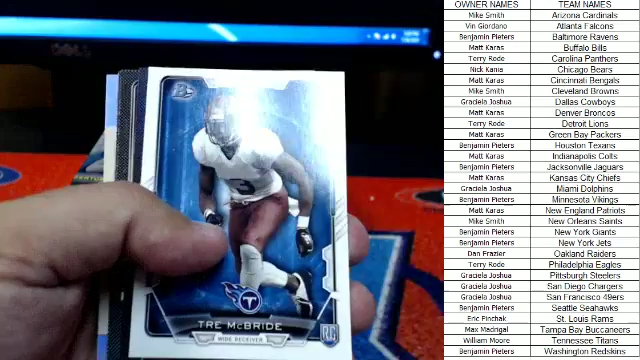 OWNER NAMES TEAM NAMES
Mike Smith Arizona Cardinals
Vin Giordano Atlanta Falcons
Benjamin Pieters Baltimore Ravens
Matt Karas Buffalo Bills
Terry Rode Carolina Panthers
Nick Kania Chicago Bears
Matt Karas Cincinnati Bengals
Mike Smith Cleveland Browns
Graciela Joshua Dallas Cowboys
Matt Karas Denver Broncos
Terry Rode Detroit Lions
Matt Karas Green Bay Packers
Benjamin Pieters Houston Texans
Matt Karas Indianapolis Colts
Benjamin Pieters Jacksonville Jaguars
Matt Karas Kansas City Chiefs
Graciela Joshua Miami Dolphins
Benjamin Pieters Minnesota Vikings
Matt Karas New England Patriots
Mike Smith New Orleans Saints
Benjamin Pieters New York Giants
Benjamin Pieters New York Jets
Dan Frazier Oakland Raiders
Terry Rode Philadelphia Eagles
Graciela Joshua Pittsburgh Steelers
Graciela Joshua San Diego Chargers
Graciela Joshua San Francisco 49ers
Benjamin Pieters Seattle Seahawks
Eric Pinchak St. Louis Rams
Max Madrigal Tampa Bay Buccaneers
William Moore Tennessee Titans
Benjamin Pieters Washington Redskins
3
T
TRE McBRIDE
WIDE RECEIVER
RC